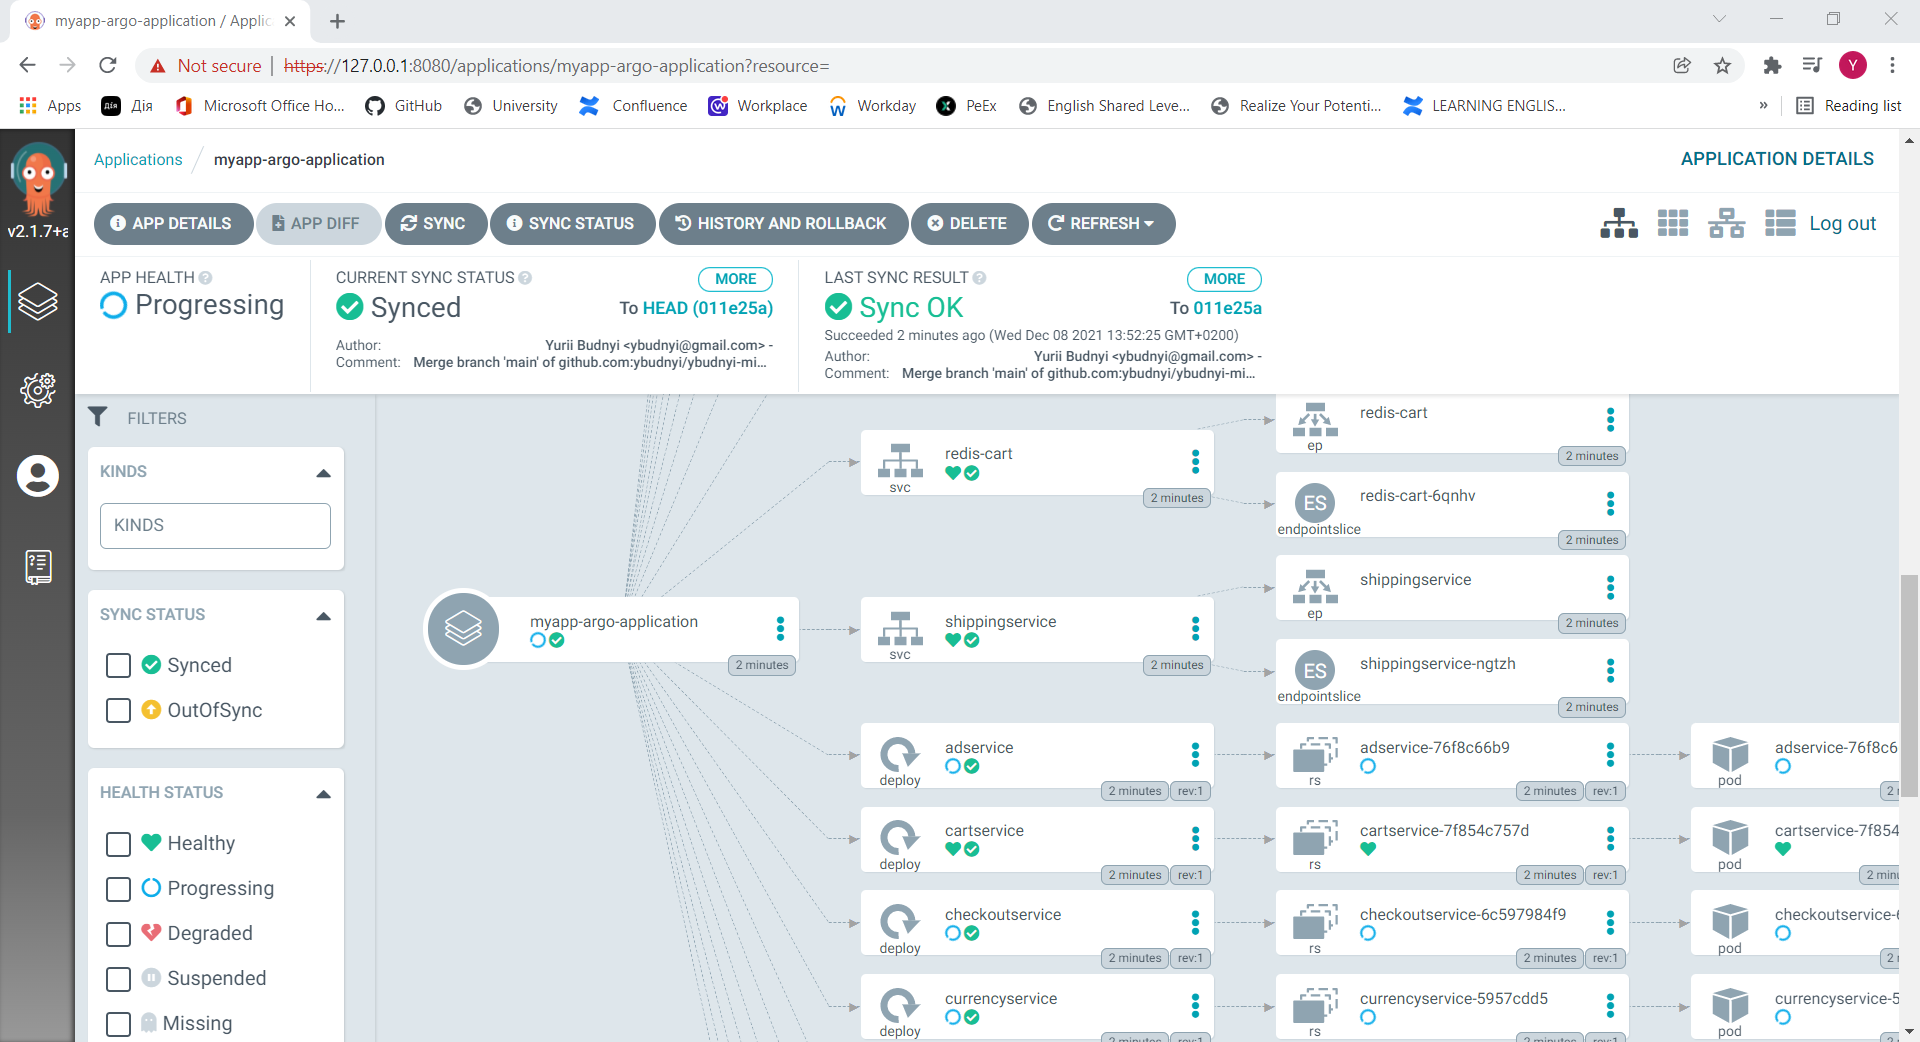 myapp-argo-application / Applic
Not secure | https://127.0.0.1:8080/applications/myapp-argo-application?resource=
Y
Apps
Дія
Дія
Microsoft Office Ho...
GitHub
University
Confluence
Workplace
Workday
PeEx
English Shared Leve...
Realize Your Potenti...
LEARNING ENGLIS...
»
Reading list
v2.1.7+a
Applications / myapp-argo-application
APPLICATION DETAILS
APP DETAILS
APP DIFF
SYNC
SYNC STATUS
HISTORY AND ROLLBACK
DELETE
REFRESH
Log out
APP HEALTH
Progressing
CURRENT SYNC STATUS
MORE
Synced
To HEAD (011e25a)
Author: Yurii Budnyi <ybudnyi@gmail.com> -
Comment: Merge branch 'main' of github.com:ybudnyi/ybudnyi-mi...
LAST SYNC RESULT
MORE
Sync OK
To 011e25a
Succeeded 2 minutes ago (Wed Dec 08 2021 13:52:25 GMT+0200)
Author: Yurii Budnyi <ybudnyi@gmail.com> -
Comment: Merge branch 'main' of github.com:ybudnyi/ybudnyi-mi...
FILTERS
KINDS
KINDS
SYNC STATUS
Synced
OutOfSync
HEALTH STATUS
Healthy
Progressing
Degraded
Suspended
Missing
myapp-argo-application
2 minutes
redis-cart
svc
2 minutes
redis-cart
ep
2 minutes
ES
redis-cart-6qnhv
endpointslice
2 minutes
shippingservice
svc
2 minutes
shippingservice
ep
2 minutes
ES
shippingservice-ngtzh
endpointslice
2 minutes
adservice
deploy
2 minutes rev:1
adservice-76f8c66b9
rs
2 minutes rev:1
adservice-76f8c6
pod
2 r
cartservice
deploy
2 minutes rev:1
cartservice-7f854c757d
rs
2 minutes rev:1
cartservice-7f854
pod
2 minu
checkoutservice
deploy
2 minutes rev:1
checkoutservice-6c597984f9
rs
2 minutes rev:1
checkoutservice-6
pod
2 r
currencyservice
deploy
2 minutes rev:1
currencyservice-5957cdd5
rs
2 minutes rev:1
currencyservice-5
pod
2 r